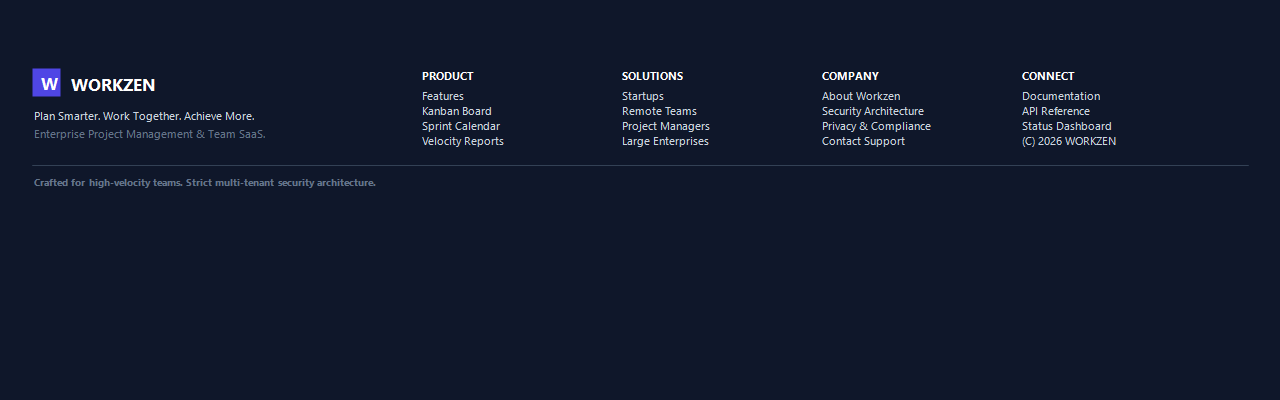 W WORKZEN
Plan Smarter. Work Together. Achieve More.
Enterprise Project Management & Team SaaS.
PRODUCT
Features
Kanban Board
Sprint Calendar
Velocity Reports
SOLUTIONS
Startups
Remote Teams
Project Managers
Large Enterprises
COMPANY
About Workzen
Security Architecture
Privacy & Compliance
Contact Support
CONNECT
Documentation
API Reference
Status Dashboard
(C) 2026 WORKZEN
Crafted for high-velocity teams. Strict multi-tenant security architecture.